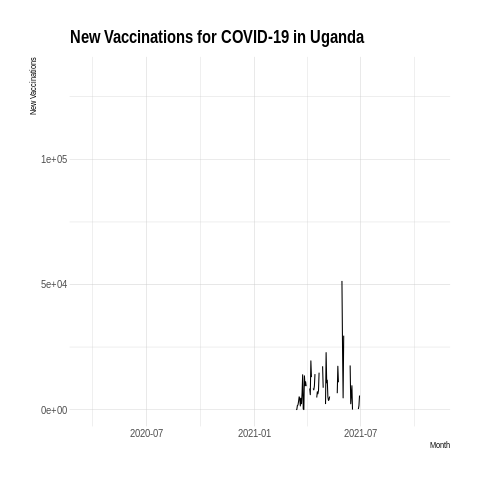 New Vaccinations for COVID-19 in Uganda
New Vaccinations
1e+05
5e+04
0e+00
2020-07
2021-01
2021-07
Month